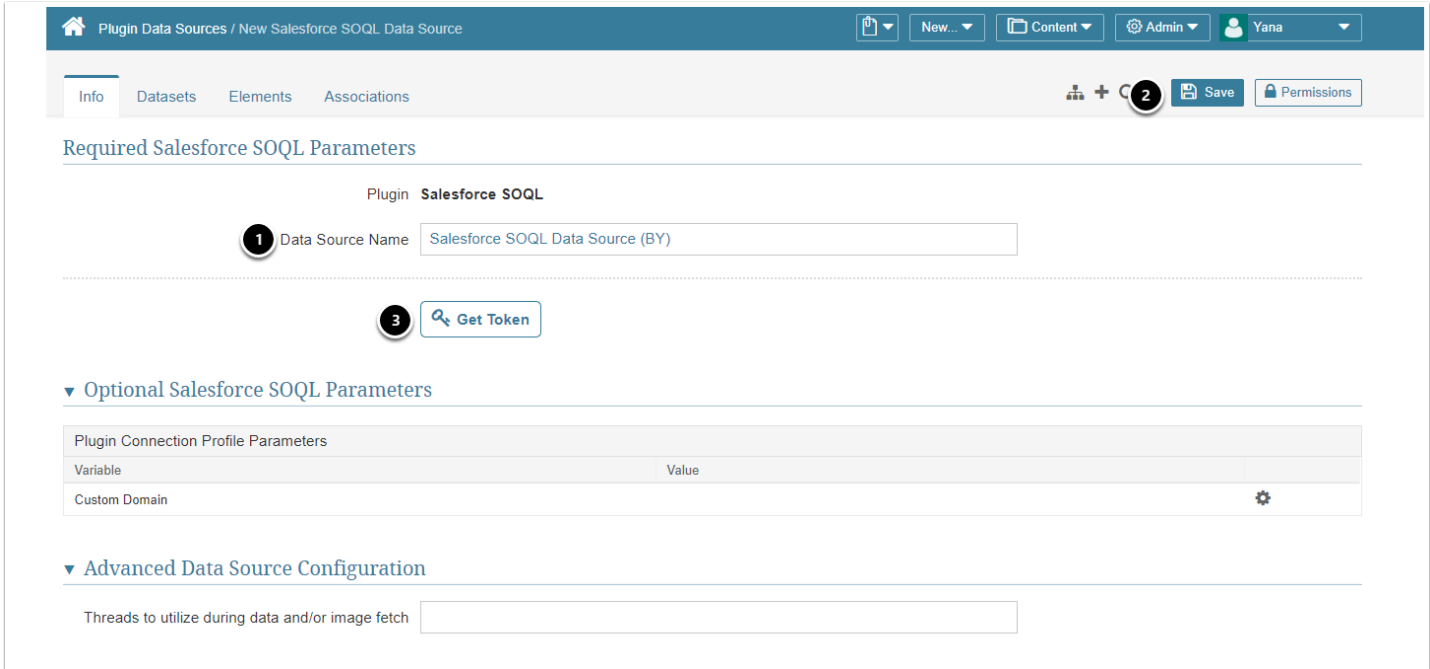 Plugin Data Sources / New Salesforce SOQL Data Source
New...
Content
Admin
Yana
Info
Datasets
Elements
Associations
2
Save
Permissions
Required Salesforce SOQL Parameters
Plugin Salesforce SOQL
1 Data Source Name Salesforce SOQL Data Source (BY)
3 Get Token
Optional Salesforce SOQL Parameters
Plugin Connection Profile Parameters
Variable Value
Custom Domain
Advanced Data Source Configuration
Threads to utilize during data and/or image fetch